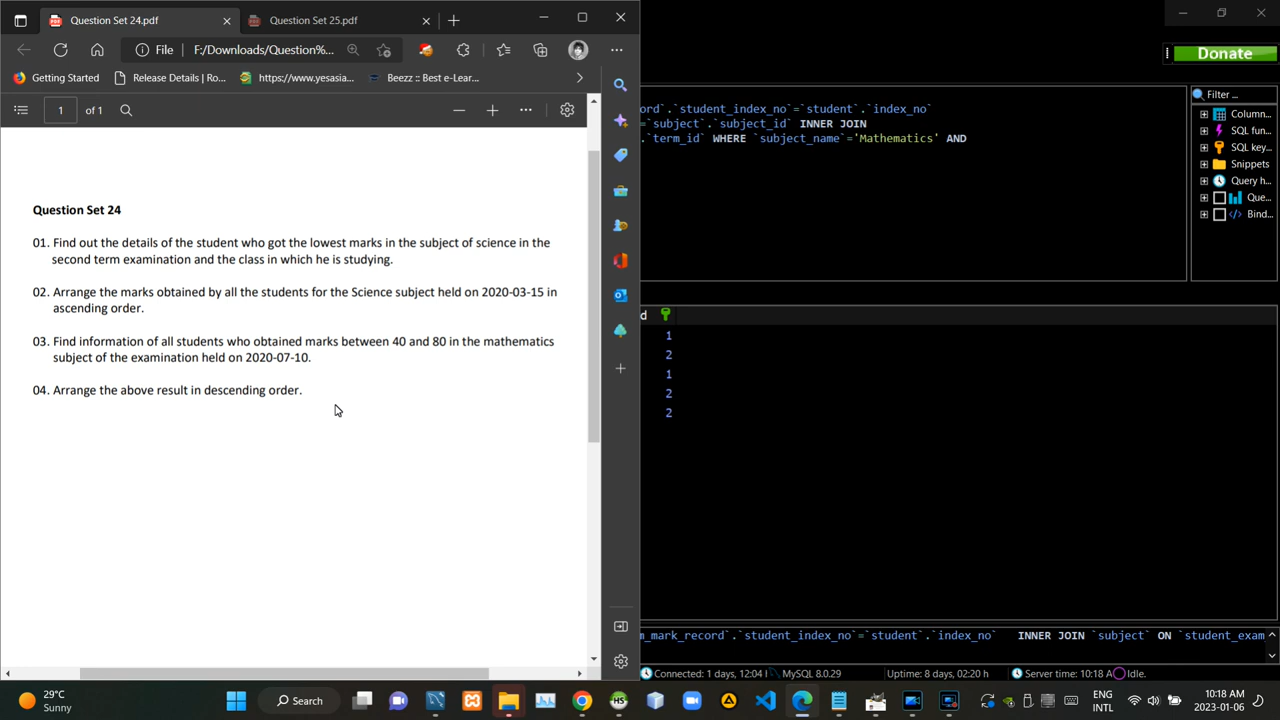 Question Set 24.pdf
Question Set 25.pdf
File
F:/Downloads/Question%...
Getting Started
Release Details | Ro...
https://www.yesasia...
Beezz :: Best e-Lear...
1
of 1
Question Set 24
01. Find out the details of the student who got the lowest marks in the subject of science in the
second term examination and the class in which he is studying.
02. Arrange the marks obtained by all the students for the Science subject held on 2020-03-15 in
ascending order.
03. Find information of all students who obtained marks between 40 and 80 in the mathematics
subject of the examination held on 2020-07-10.
04. Arrange the above result in descending order.
Donate
ord`.`student_index_no`=`student`.`index_no`
=`subject`.`subject_id` INNER JOIN
.`term_id` WHERE `subject_name`='Mathematics' AND
Filter ...
Column...
SQL fun...
SQL key...
Snippets
Query h...
Que...
Bind...
d
1
2
1
2
2
m_mark_record`.`student_index_no`=`student`.`index_no` INNER JOIN `subject` ON `student_exam
Connected: 1 days, 12:04 h
MySQL 8.0.29
Uptime: 8 days, 02:20 h
Server time: 10:18 A
Idle.
29°C
Sunny
Search
ENG
INTL
10:18 AM
2023-01-06